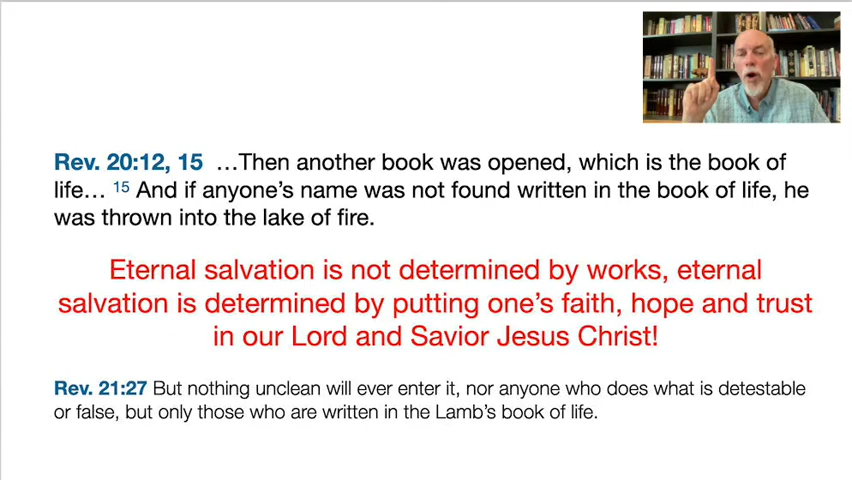 Rev. 20:12, 15 …Then another book was opened, which is the book of
life… 15 And if anyone’s name was not found written in the book of life, he
was thrown into the lake of fire.
Eternal salvation is not determined by works, eternal
salvation is determined by putting one’s faith, hope and trust
in our Lord and Savior Jesus Christ!
Rev. 21:27 But nothing unclean will ever enter it, nor anyone who does what is detestable
or false, but only those who are written in the Lamb’s book of life.